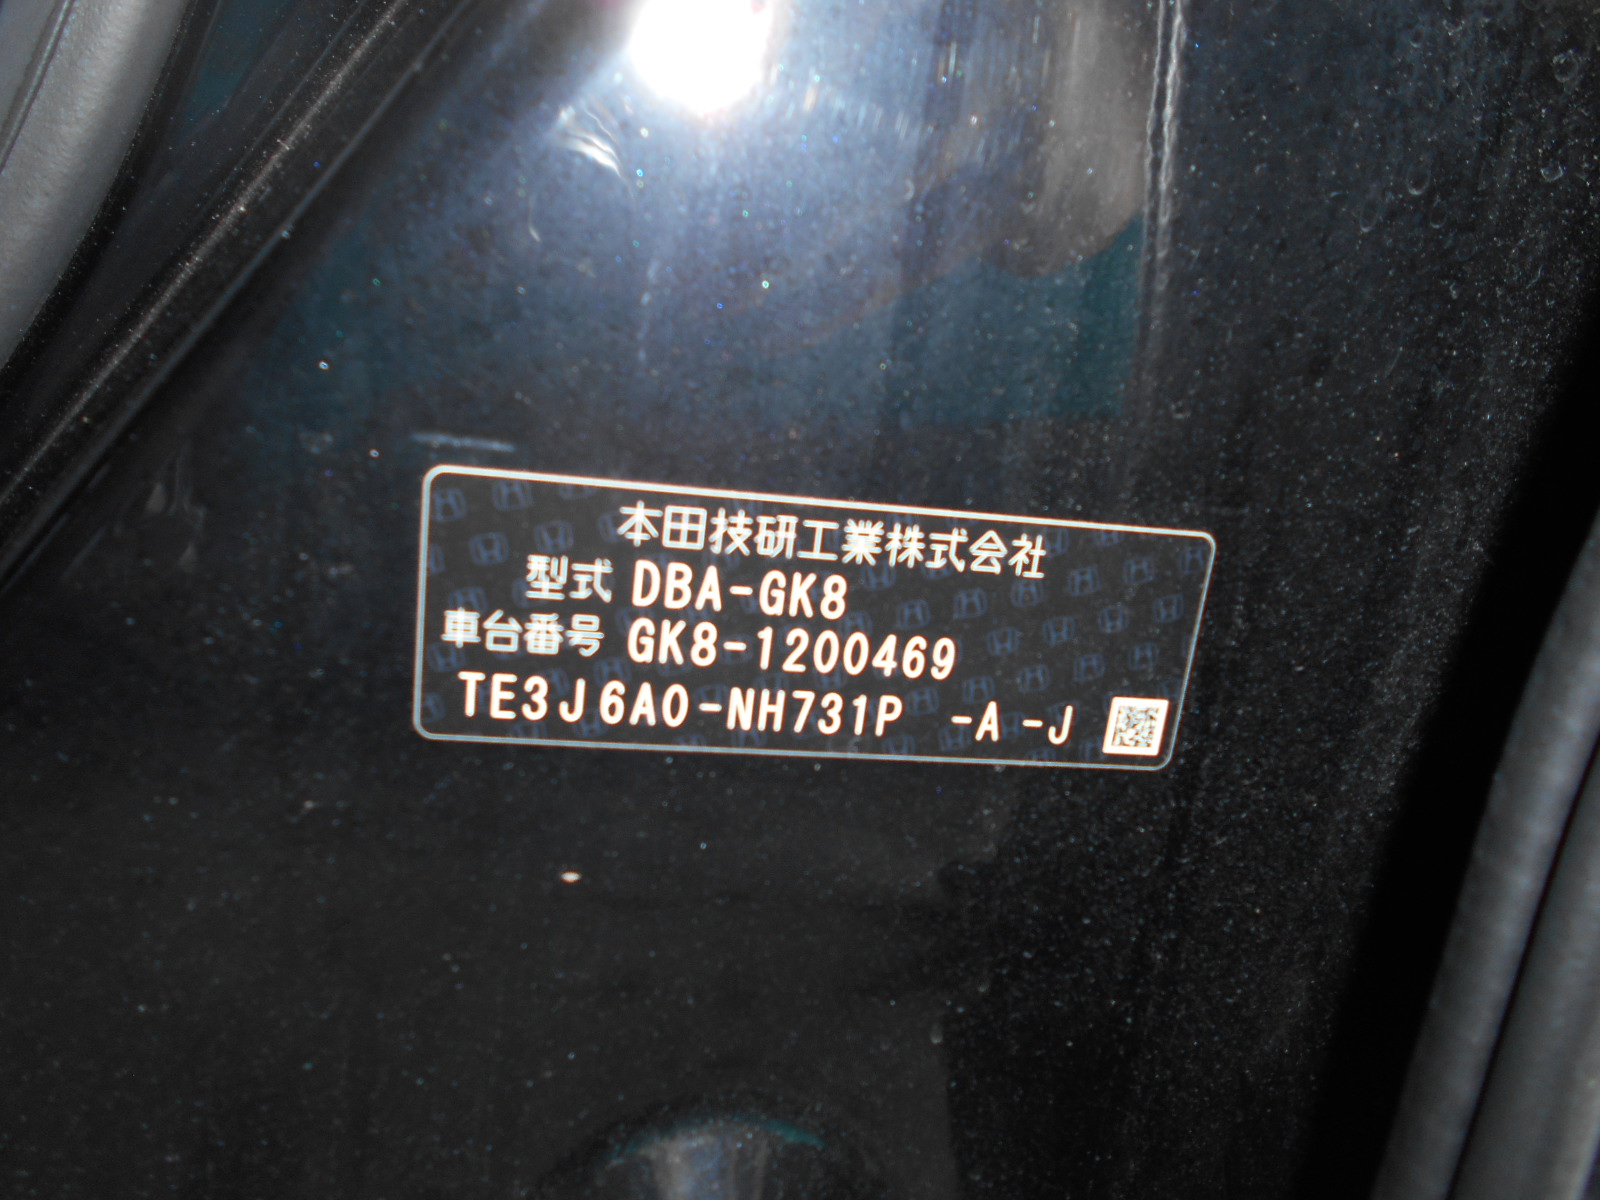 本田技研工業株式会社
型式 DBA-GK8
車台番号 GK8-1200469
TE3J6A0-NH731P -A-J